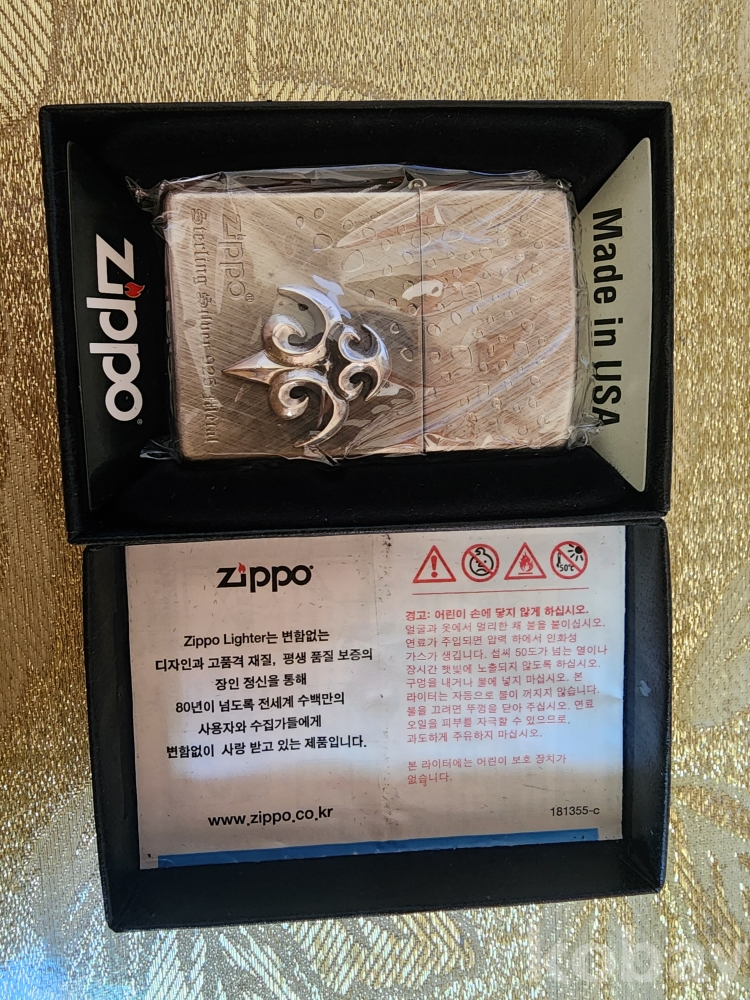 zippo
Made in USA
zippo
Sterling Silver 925 Metal
zippo
Zippo Lighter는 변함없는
디자인과 고품격 재질, 평생 품질 보증의
장인 정신을 통해
80년이 넘도록 전세계 수백만의
사용자와 수집가들에게
변함없이 사랑 받고 있는 제품입니다.
www.zippo.co.kr
50°C
경고: 어린이 손에 닿지 않게 하십시오.
얼굴과 옷에서 멀리한 채 불을 붙이십시오.
연료가 주입되면 압력 하에서 인화성
가스가 생깁니다. 섭씨 50도가 넘는 열이나
장시간 햇빛에 노출되지 않도록 하십시오.
구멍을 내거나 불에 넣지 마십시오. 본
라이터는 자동으로 불이 꺼지지 않습니다.
불을 끄려면 뚜껑을 닫아 주십시오. 연료
오일을 피부를 자극할 수 있으므로,
과도하게 주유하지 마십시오.
본 라이터에는 어린이 보호 장치가
없습니다.
181355-c
kobay